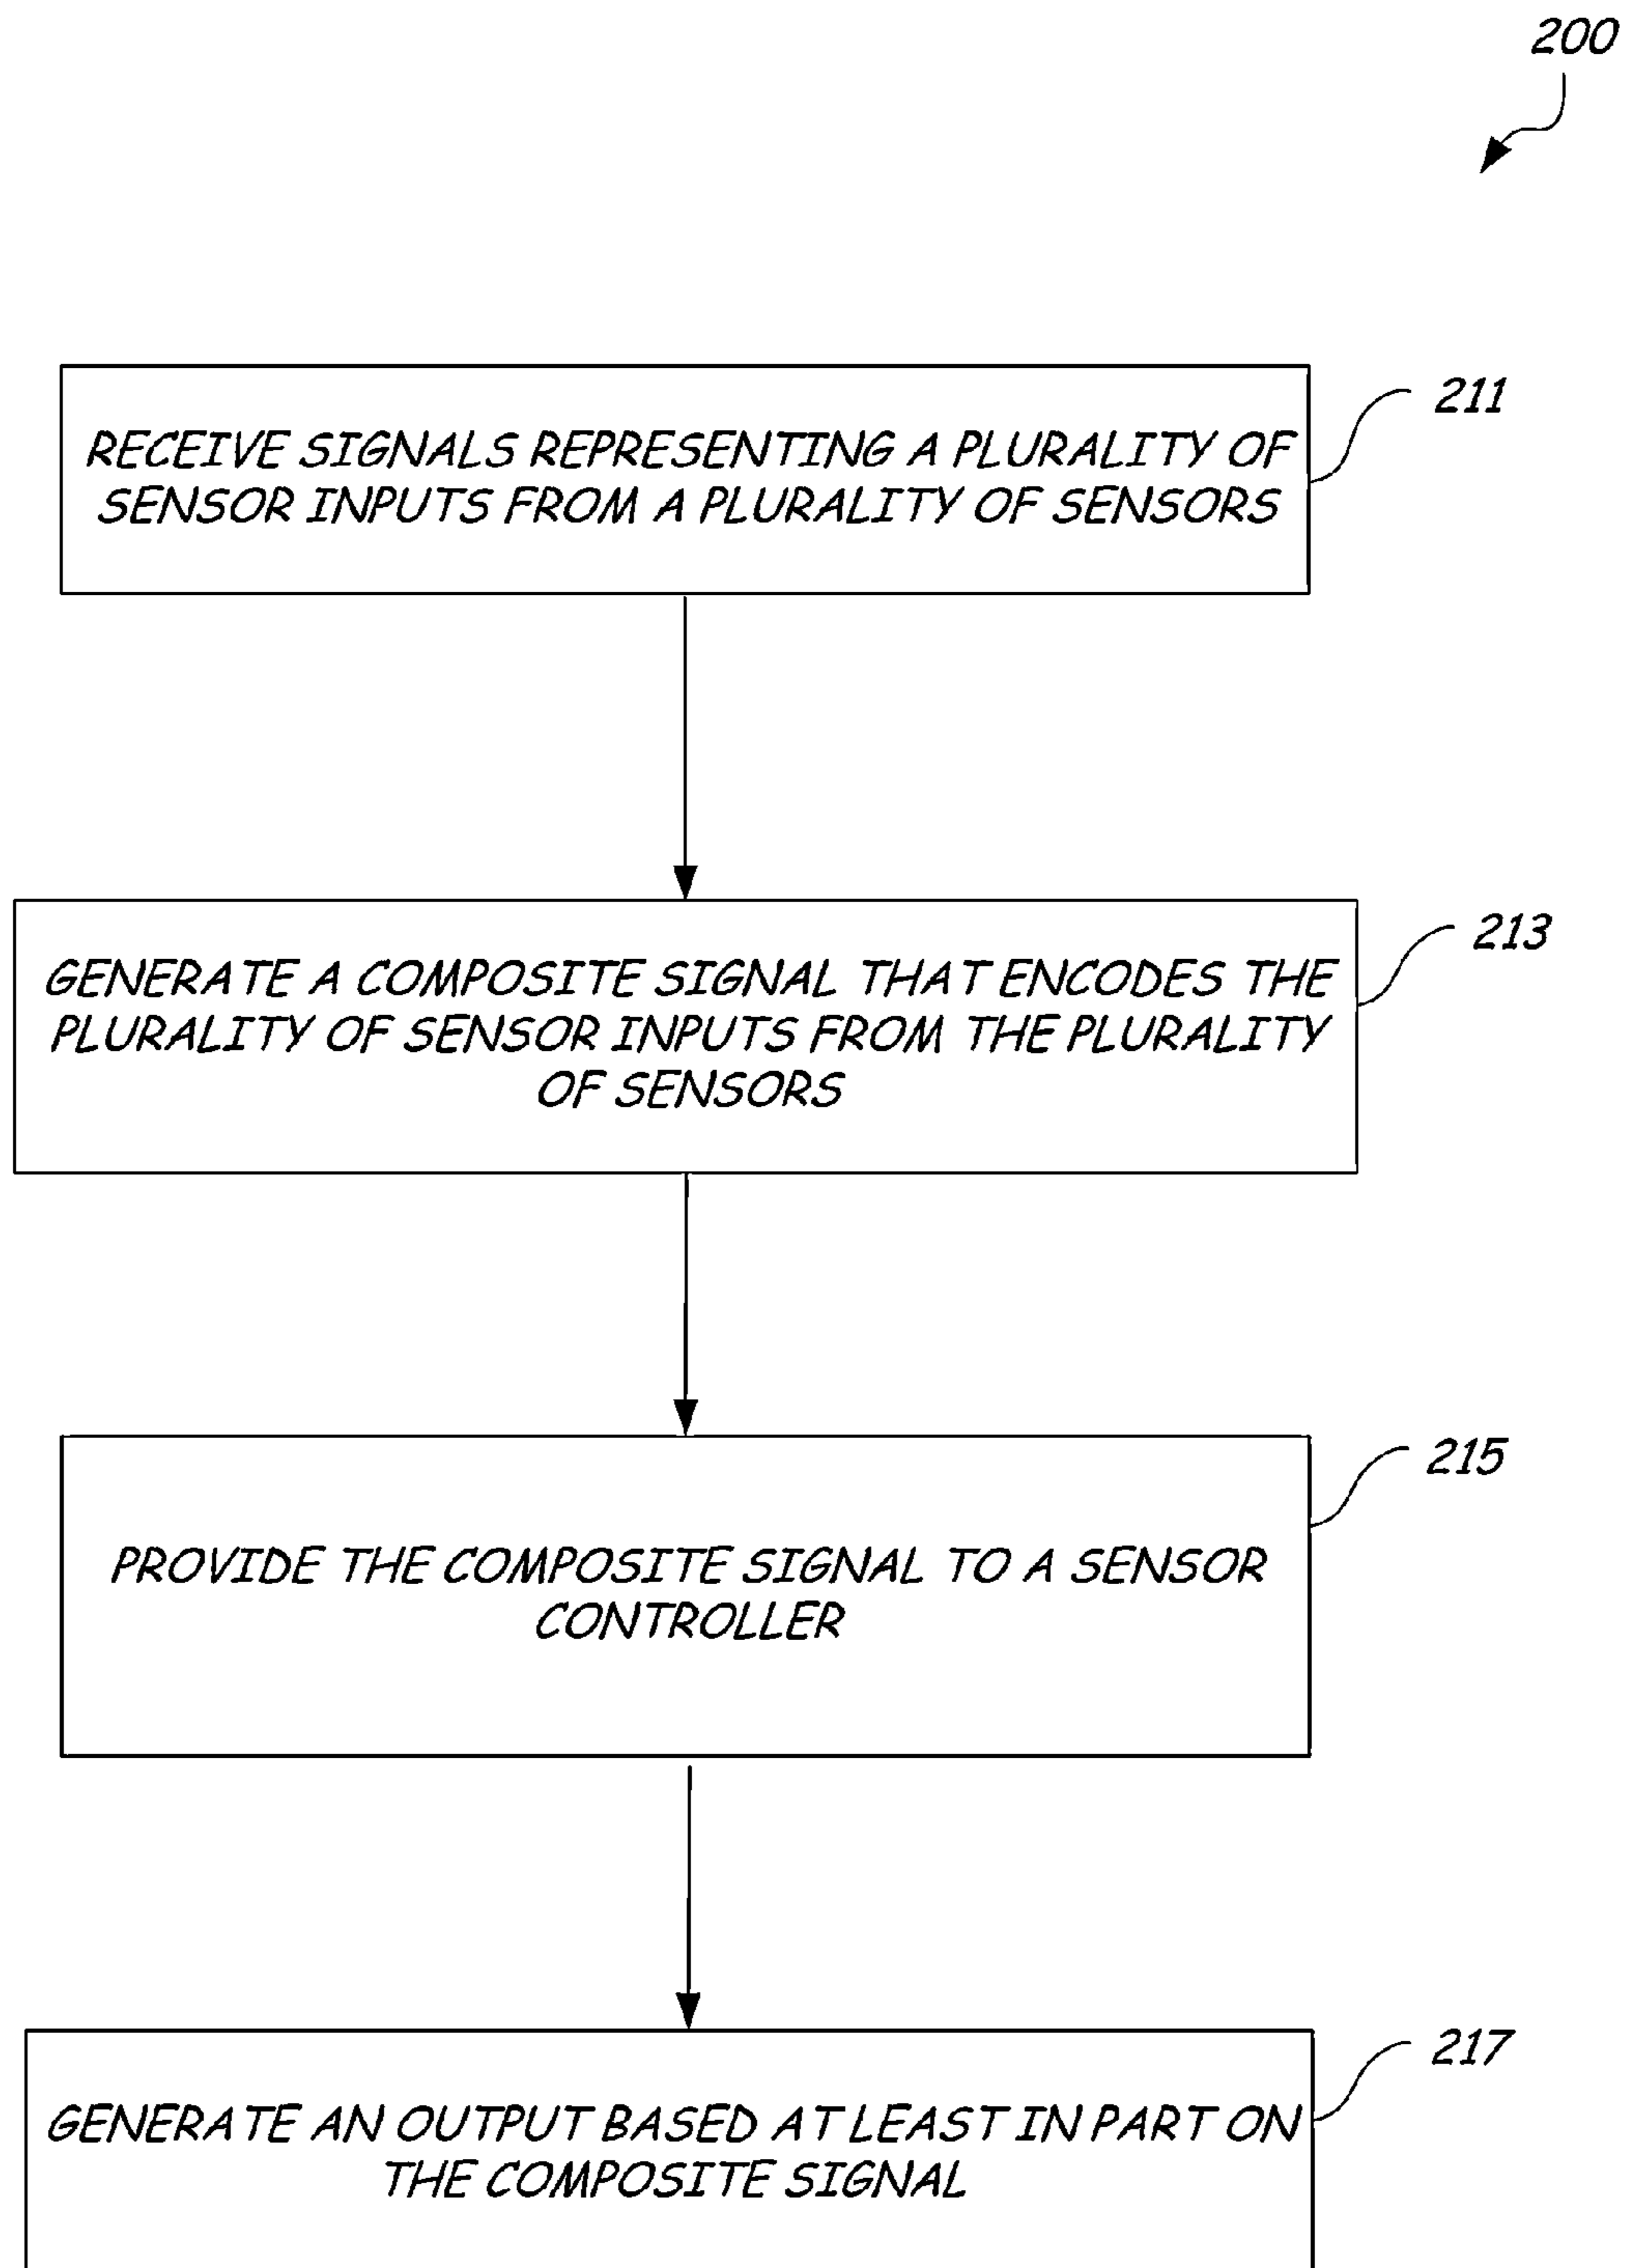 200
RECEIVE SIGNALS REPRESENTING A PLURALITY OF
SENSOR INPUTS FROM A PLURALITY OF SENSORS
211
GENERATE A COMPOSITE SIGNAL THAT ENCODES THE
PLURALITY OF SENSOR INPUTS FROM THE PLURALITY
OF SENSORS
213
PROVIDE THE COMPOSITE SIGNAL TO A SENSOR
CONTROLLER
215
GENERATE AN OUTPUT BASED AT LEAST IN PART ON
THE COMPOSITE SIGNAL
217